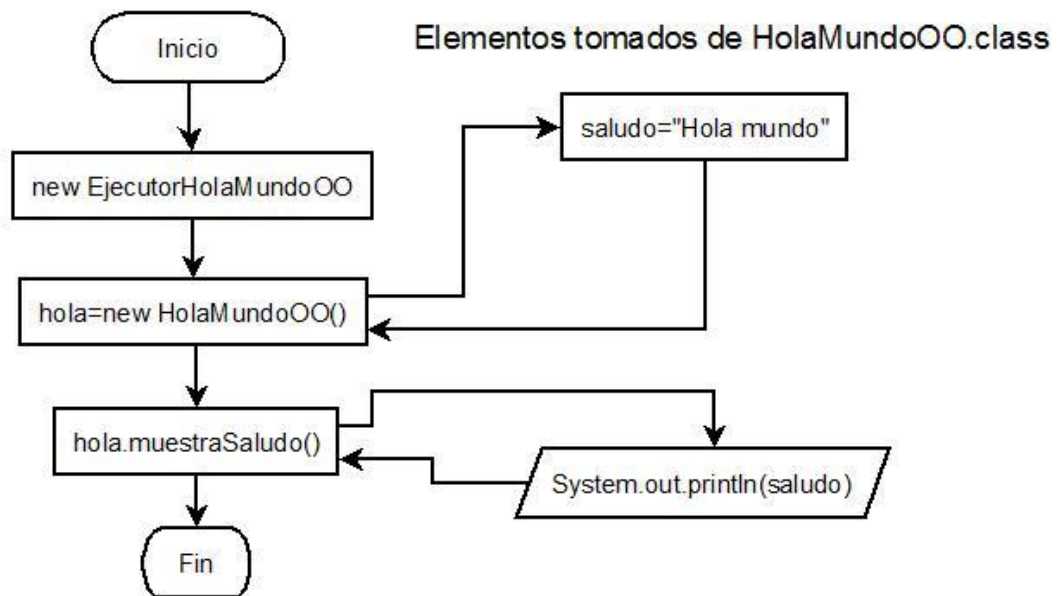 Inicio
Elementos tomados de HolaMundoOO.class
saludo="Hola mundo"
new EjecutorHolaMundoOO
hola=new HolaMundoOO()
hola.muestraSaludo()
System.out.println(saludo)
Fin